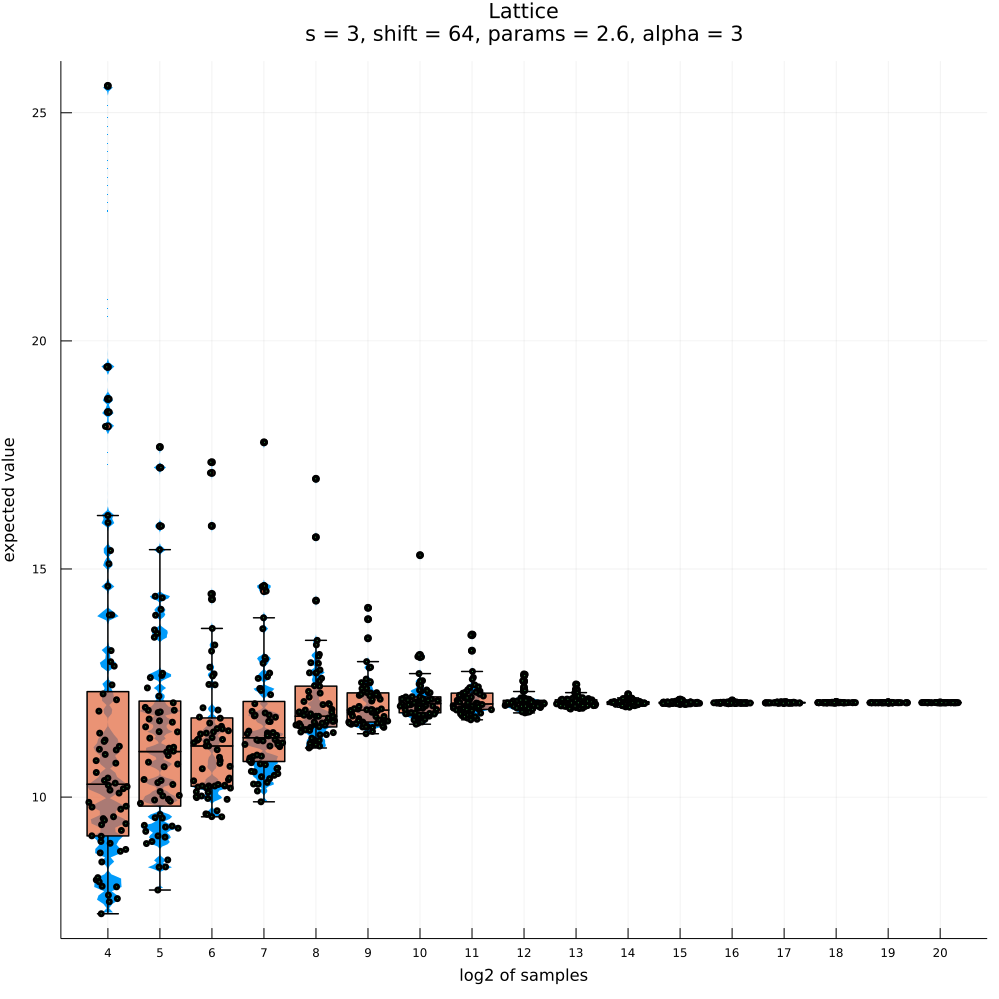 Lattice
s = 3, shift = 64, params = 2.6, alpha = 3
25
20
15
10
expected value
4 5 6 7 8 9 10 11 12 13 14 15 16 17 18 19 20
log2 of samples